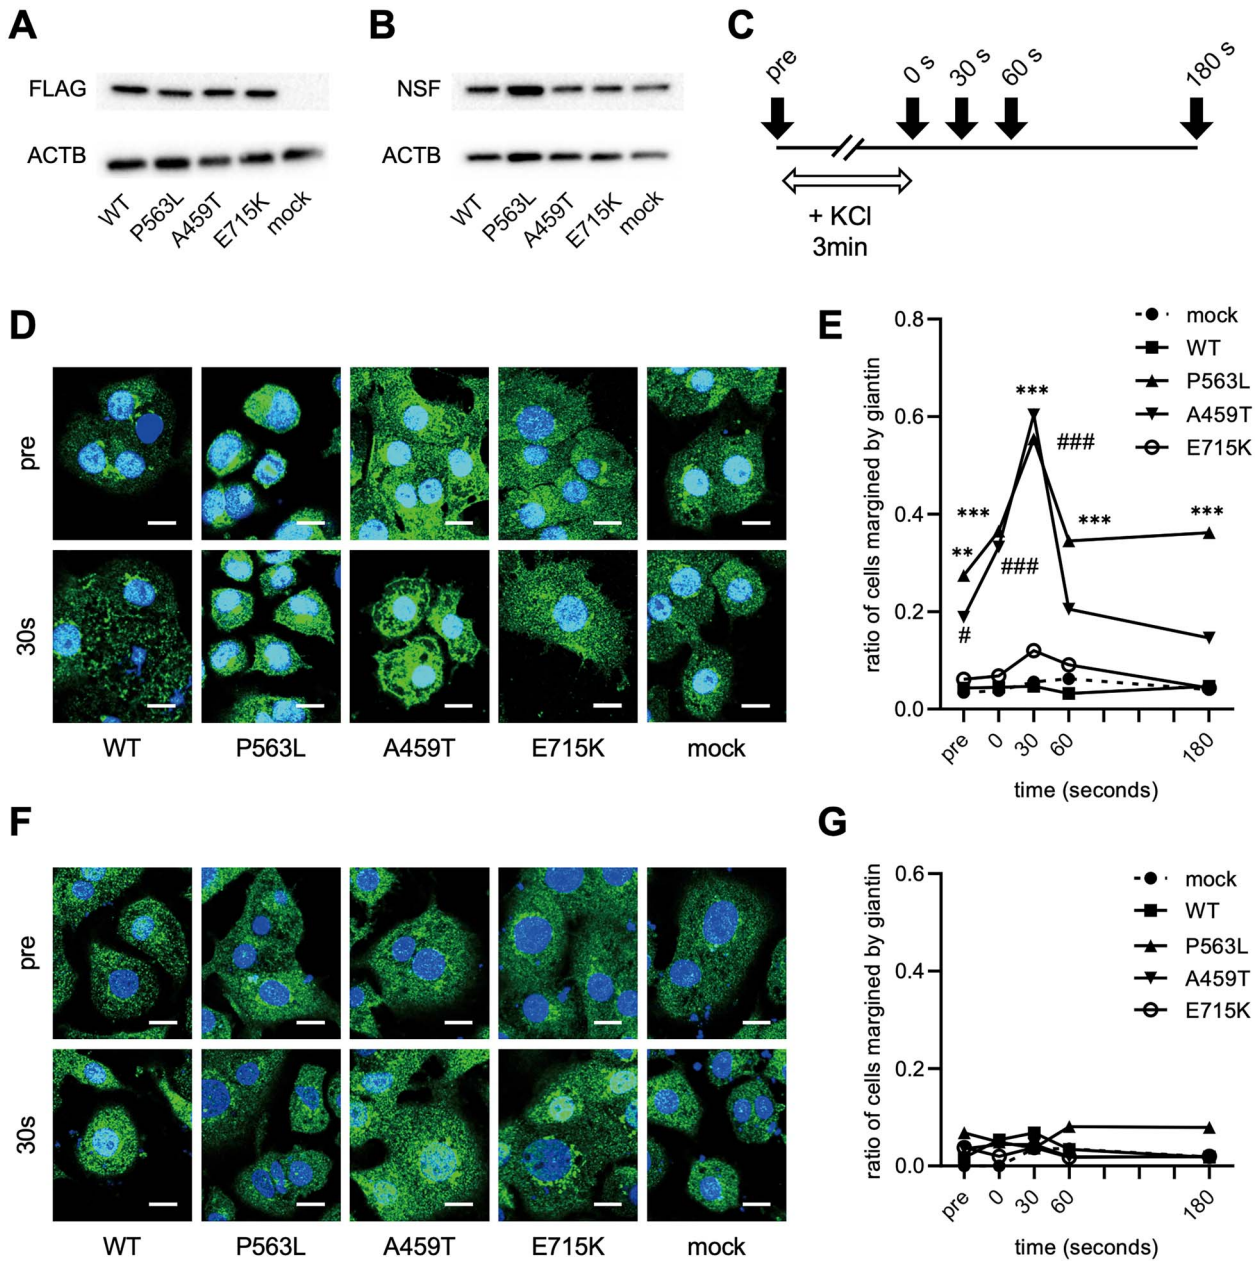 A
FLAG
ACTB
WT
P563L
A459T
E715K
mock
B
NSF
ACTB
WT
P563L
A459T
E715K
mock
C
pre
0 s
30 s
60 s
180 s
+ KCl
3min
D
pre
30s
WT
P563L
A459T
E715K
mock
E
ratio of cells margined by giantin
0.8
0.6
0.4
0.2
0.0
mock
WT
P563L
A459T
E715K
***
###
***
**
###
#
***
***
pre
0
30
60
180
time (seconds)
F
pre
30s
WT
P563L
A459T
E715K
mock
G
ratio of cells margined by giantin
0.6
0.4
0.2
0.0
mock
WT
P563L
A459T
E715K
pre
0
30
60
180
time (seconds)